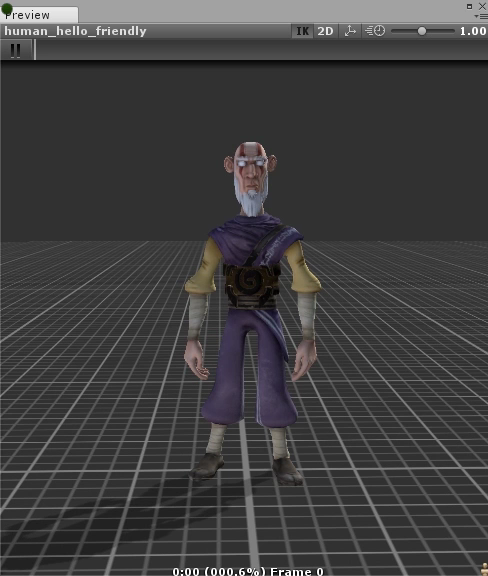 Preview
human_hello_friendly IK 2D 1.00
0:00 (000.6%) Frame 0